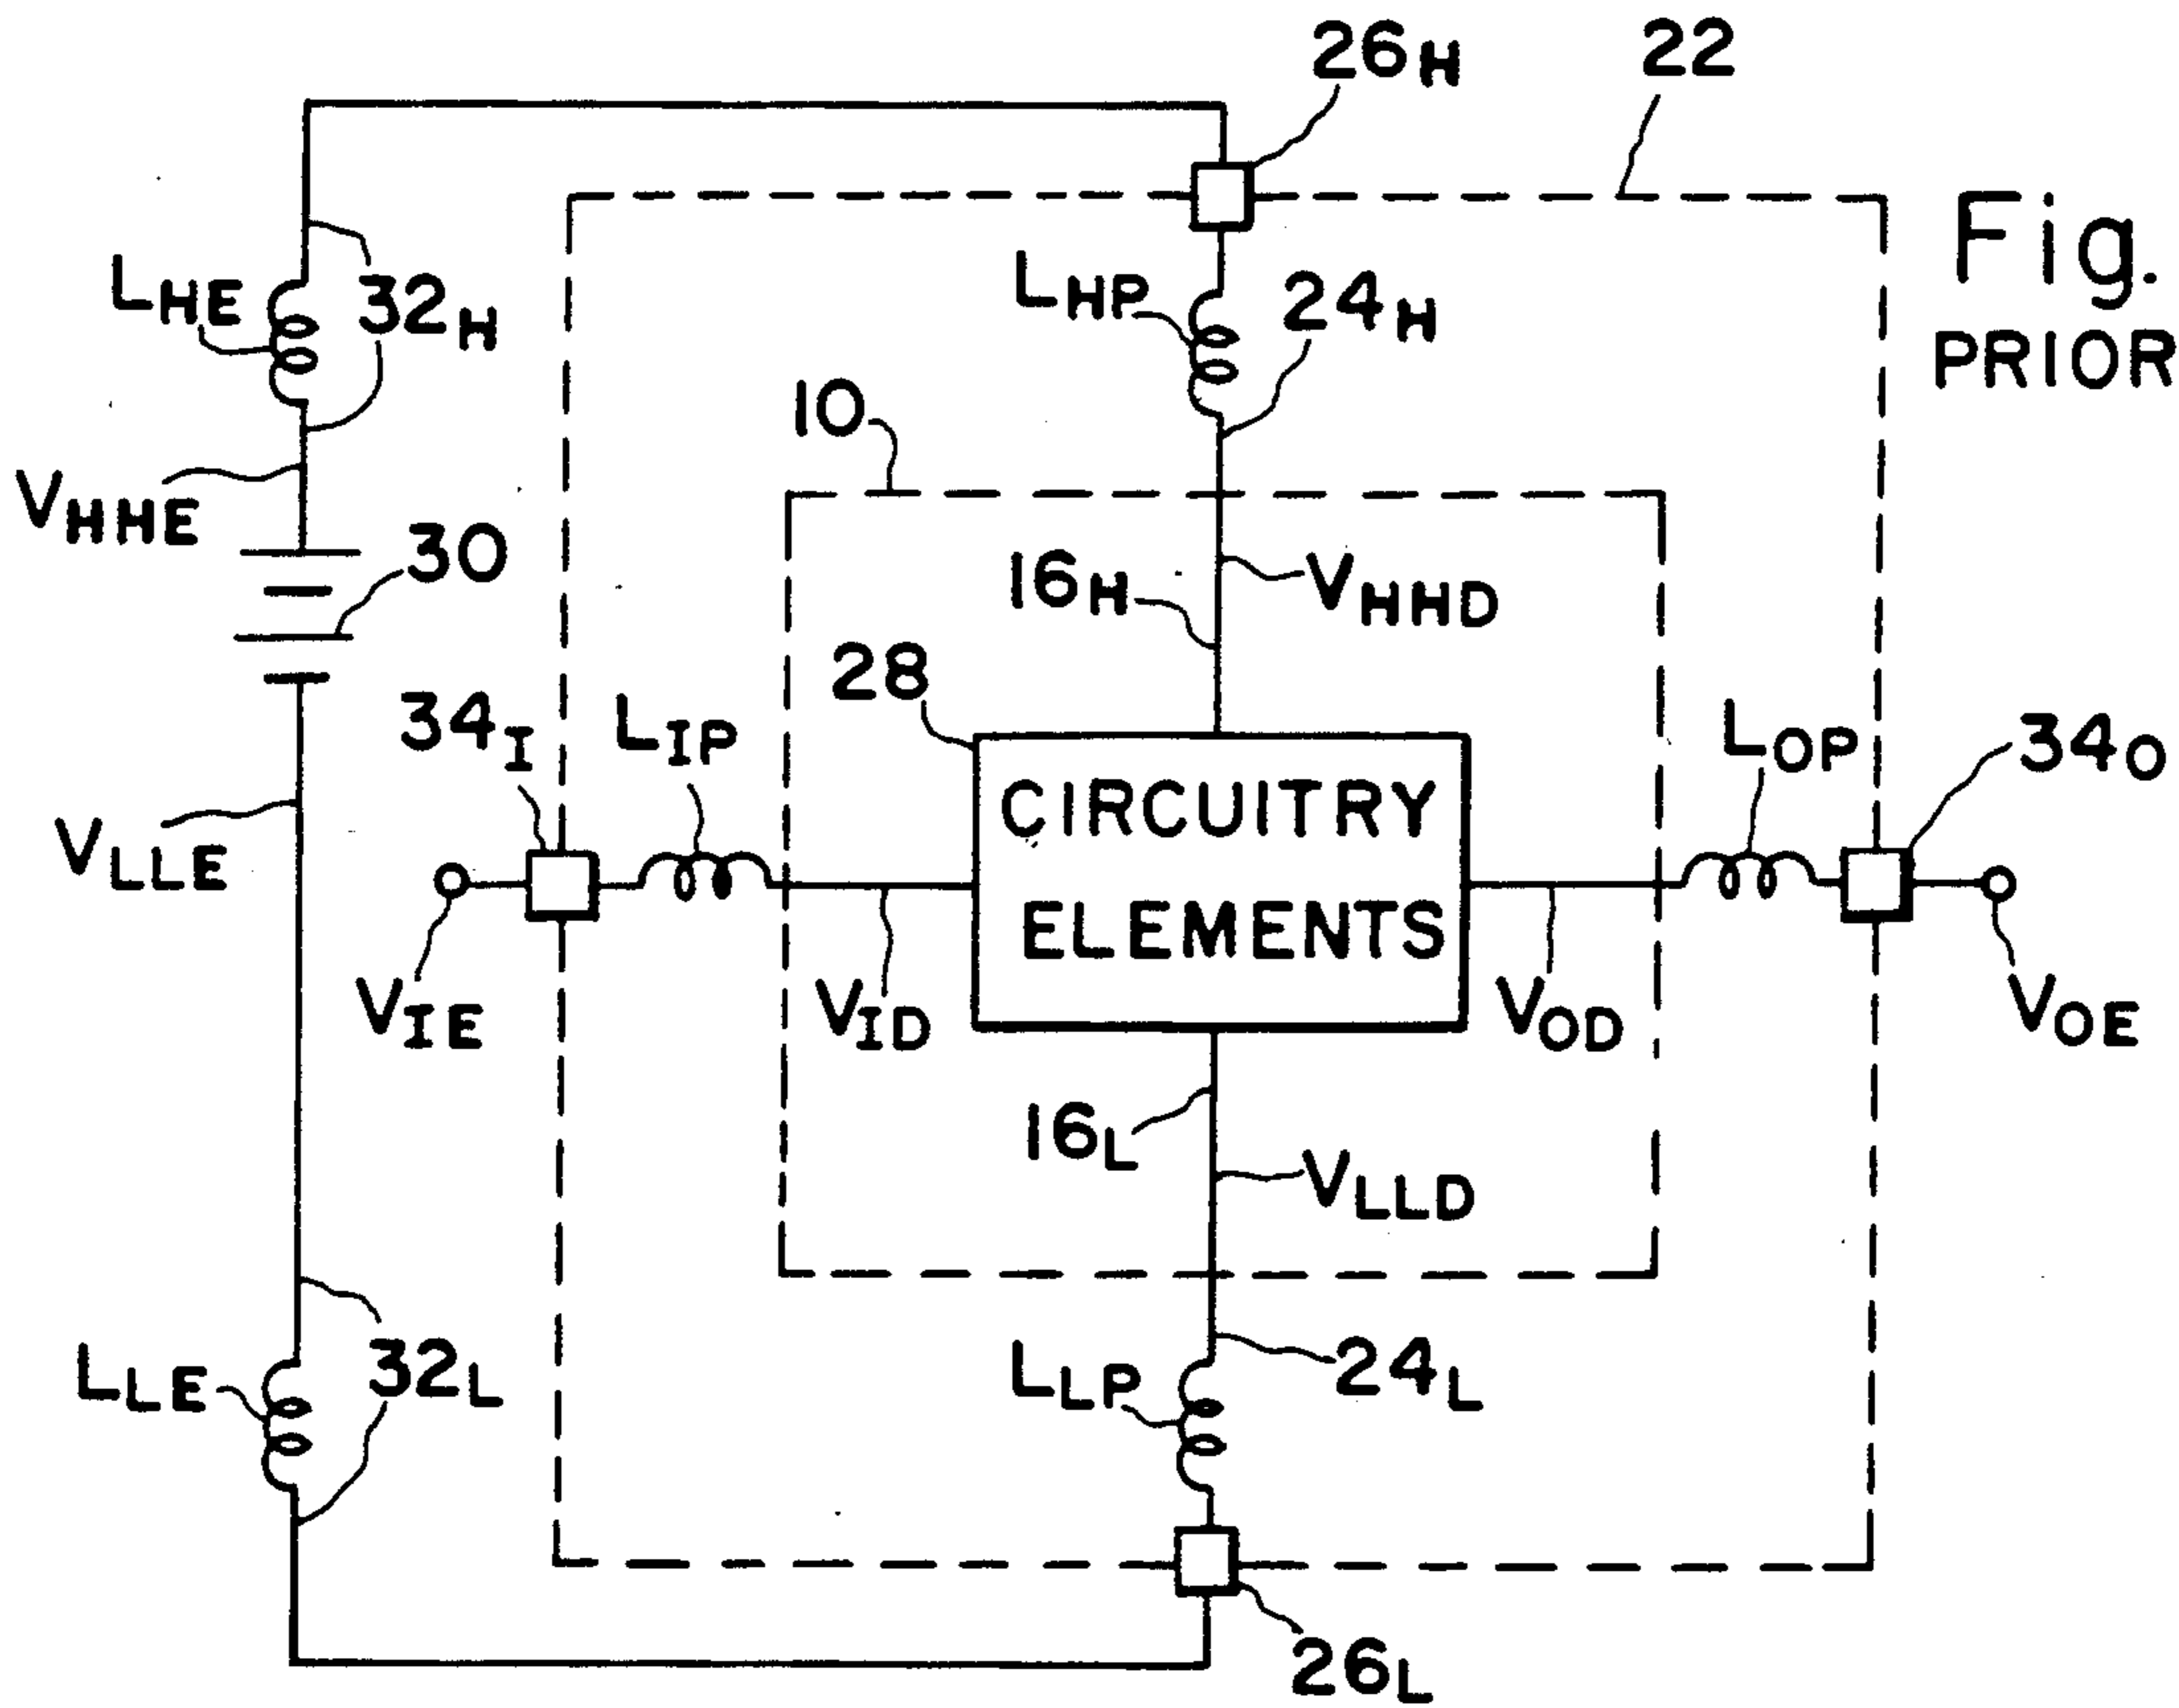 26H
22
Fig.
PRIOR
LHE
32H
LHP
24H
10
VHHE
30
16H
VHHD
28
34I
LIP
LOP
34O
CIRCUITRY
ELEMENTS
VLLE
VIE
VID
VOD
VOE
16L
VLLD
LLE
32L
LLP
24L
26L